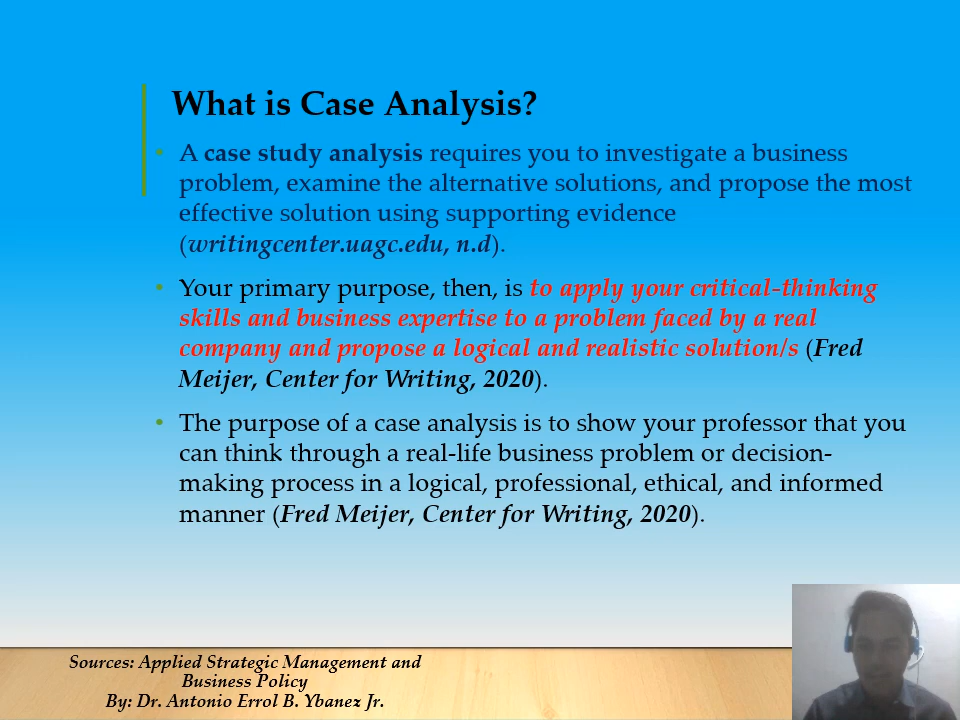 What is Case Analysis?
• A case study analysis requires you to investigate a business
problem, examine the alternative solutions, and propose the most
effective solution using supporting evidence
(writingcenter.uagc.edu, n.d).
• Your primary purpose, then, is to apply your critical-thinking
skills and business expertise to a problem faced by a real
company and propose a logical and realistic solution/s (Fred
Meijer, Center for Writing, 2020).
• The purpose of a case analysis is to show your professor that you
can think through a real-life business problem or decision-
making process in a logical, professional, ethical, and informed
manner (Fred Meijer, Center for Writing, 2020).
Sources: Applied Strategic Management and
Business Policy
By: Dr. Antonio Errol B. Ybanez Jr.